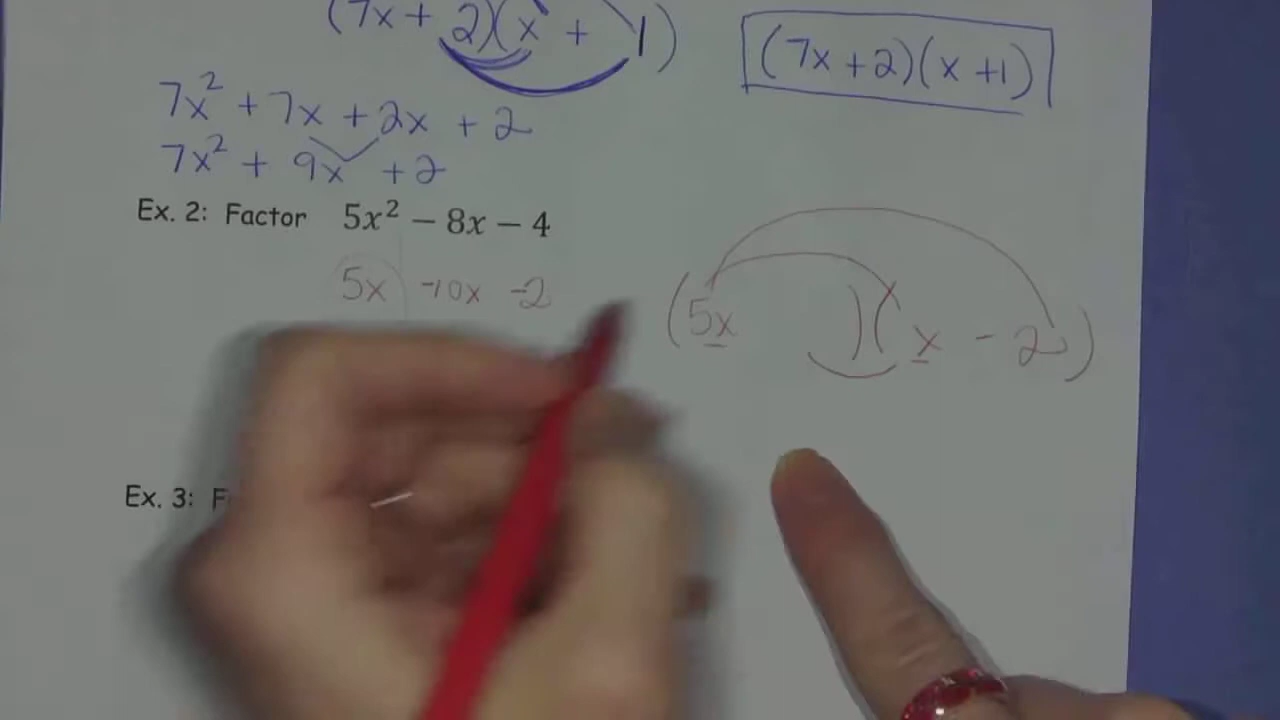 (7x + 2)(x + 1)
(7x + 2)(x + 1)
7x² + 7x + 2x + 2
7x² + 9x + 2
Ex. 2: Factor 5x² − 8x − 4
5x -10x -2
(5x )(x - 2)
Ex. 3: F